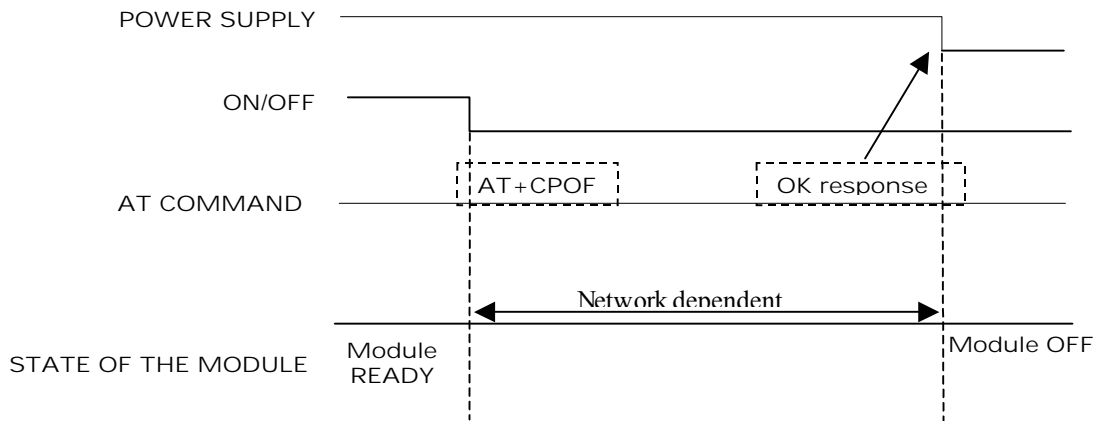 POWER SUPPLY
ON/OFF
AT+CPOF
OK response
AT COMMAND
Network dependent
STATE OF THE MODULE
Module
READY
Module OFF